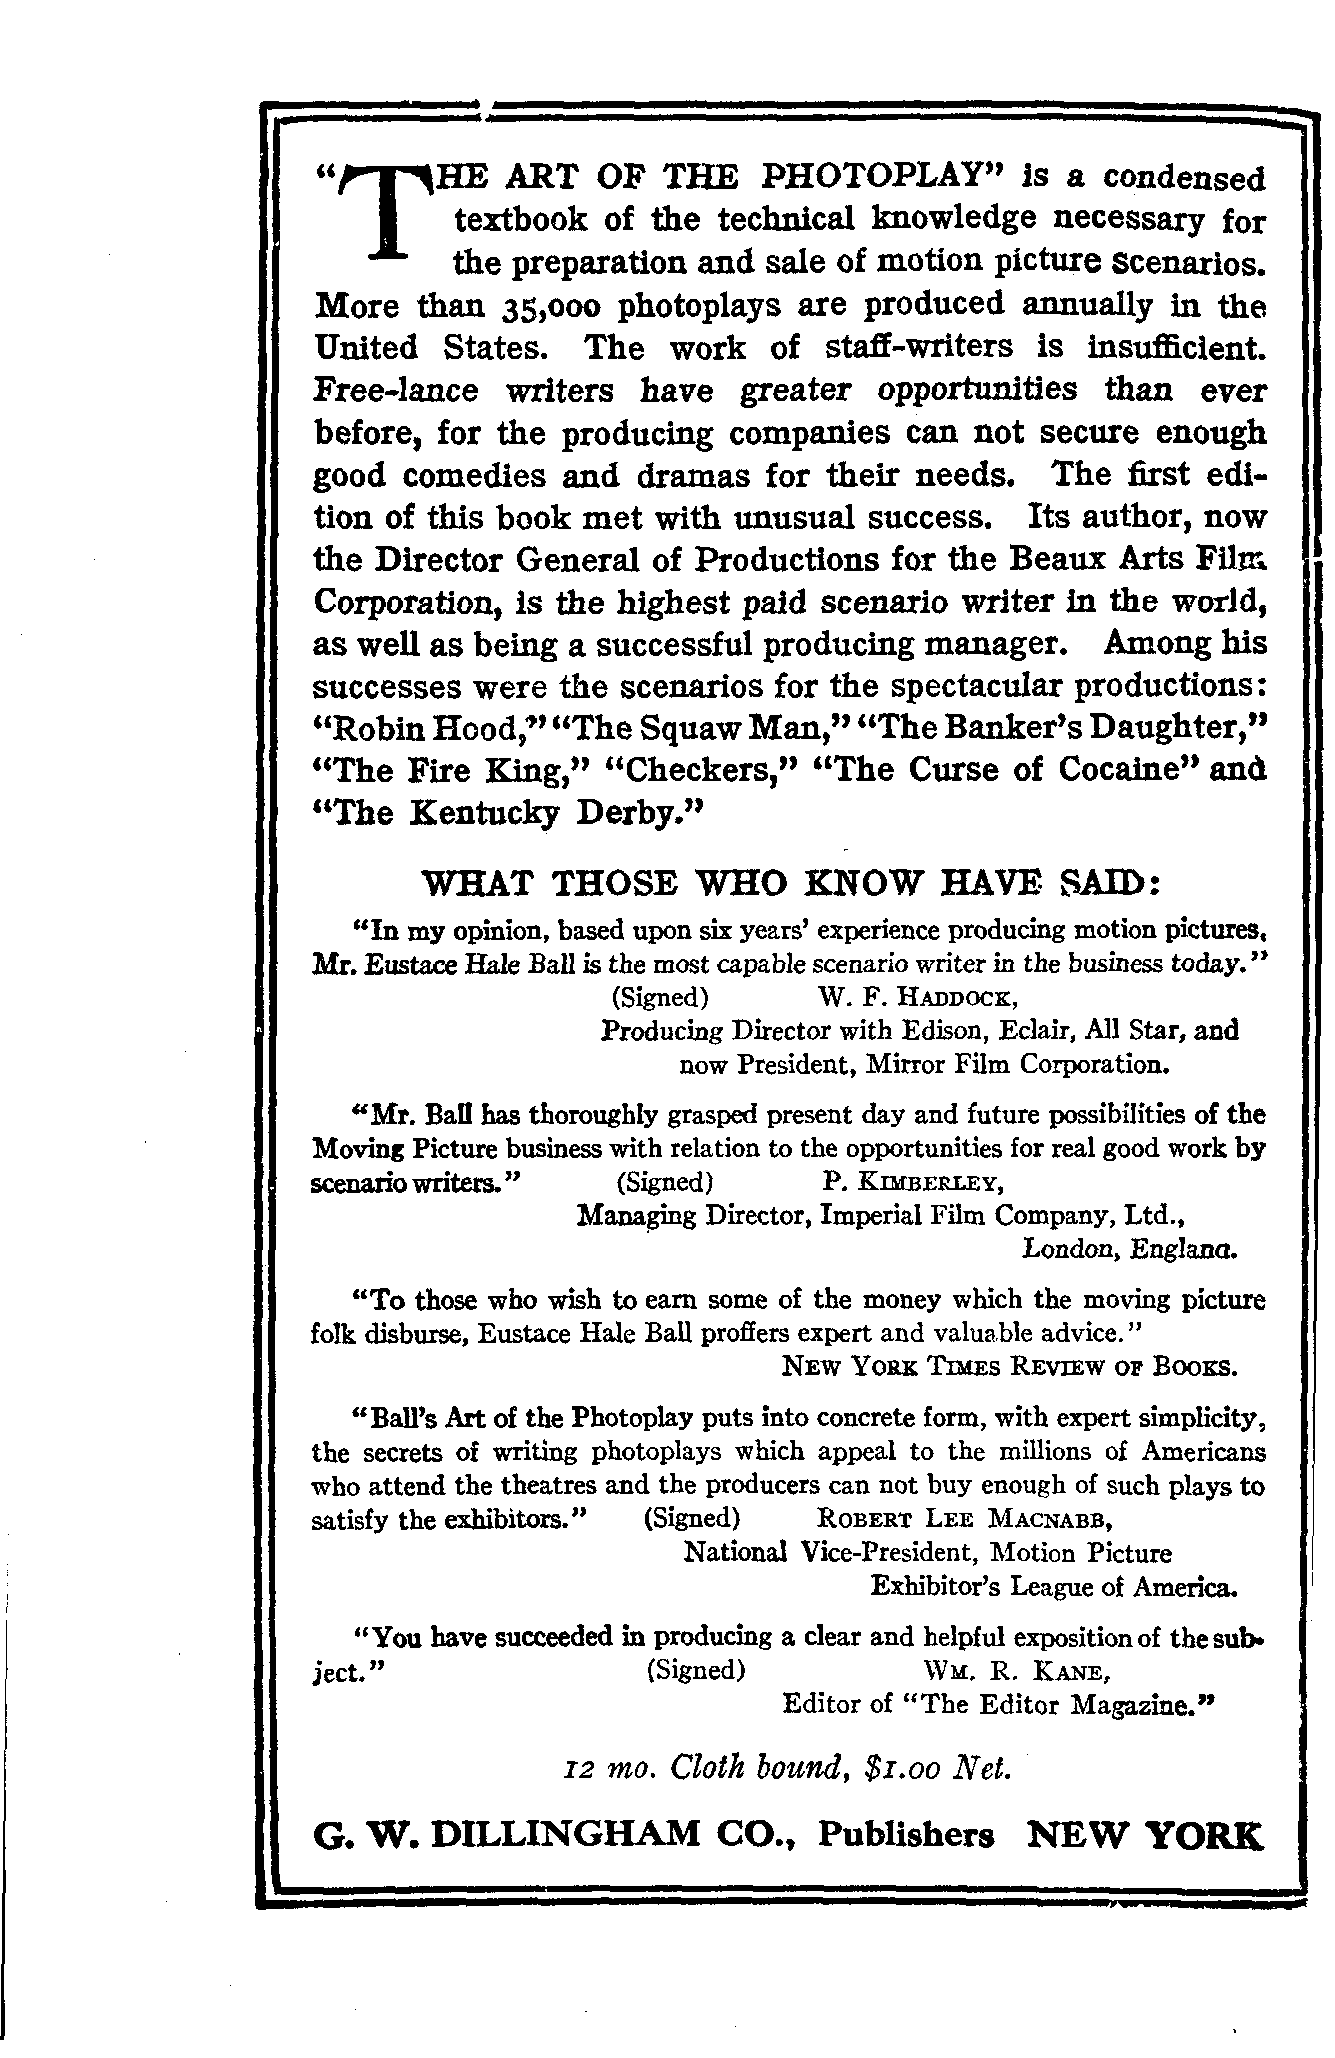 “THE ART OF THE PHOTOPLAY” is a condensed
textbook of the technical knowledge necessary for
the preparation and sale of motion picture scenarios.
More than 35,000 photoplays are produced annually in the
United States. The work of staff-writers is insufficient.
Free-lance writers have greater opportunities than ever
before, for the producing companies can not secure enough
good comedies and dramas for their needs. The first edi-
tion of this book met with unusual success. Its author, now
the Director General of Productions for the Beaux Arts Film
Corporation, is the highest paid scenario writer in the world,
as well as being a successful producing manager. Among his
successes were the scenarios for the spectacular productions:
“Robin Hood,” “The Squaw Man,” “The Banker’s Daughter,”
“The Fire King,” “Checkers,” “The Curse of Cocaine” and
“The Kentucky Derby.”
WHAT THOSE WHO KNOW HAVE SAID:
“In my opinion, based upon six years’ experience producing motion pictures,
Mr. Eustace Hale Ball is the most capable scenario writer in the business today.”
(Signed) W. F. HADDOCK,
Producing Director with Edison, Eclair, All Star, and
now President, Mirror Film Corporation.
“Mr. Ball has thoroughly grasped present day and future possibilities of the
Moving Picture business with relation to the opportunities for real good work by
scenario writers.” (Signed) P. KIMBERLEY,
Managing Director, Imperial Film Company, Ltd.,
London, England.
“To those who wish to earn some of the money which the moving picture
folk disburse, Eustace Hale Ball proffers expert and valuable advice.”
NEW YORK TIMES REVIEW OF BOOKS.
“Ball’s Art of the Photoplay puts into concrete form, with expert simplicity,
the secrets of writing photoplays which appeal to the millions of Americans
who attend the theatres and the producers can not buy enough of such plays to
satisfy the exhibitors.” (Signed) ROBERT LEE MACNABB,
National Vice-President, Motion Picture
Exhibitor’s League of America.
“You have succeeded in producing a clear and helpful exposition of the sub-
ject.” (Signed) WM. R. KANE,
Editor of “The Editor Magazine.”
12 mo. Cloth bound, $1.00 Net.
G. W. DILLINGHAM CO., Publishers NEW YORK